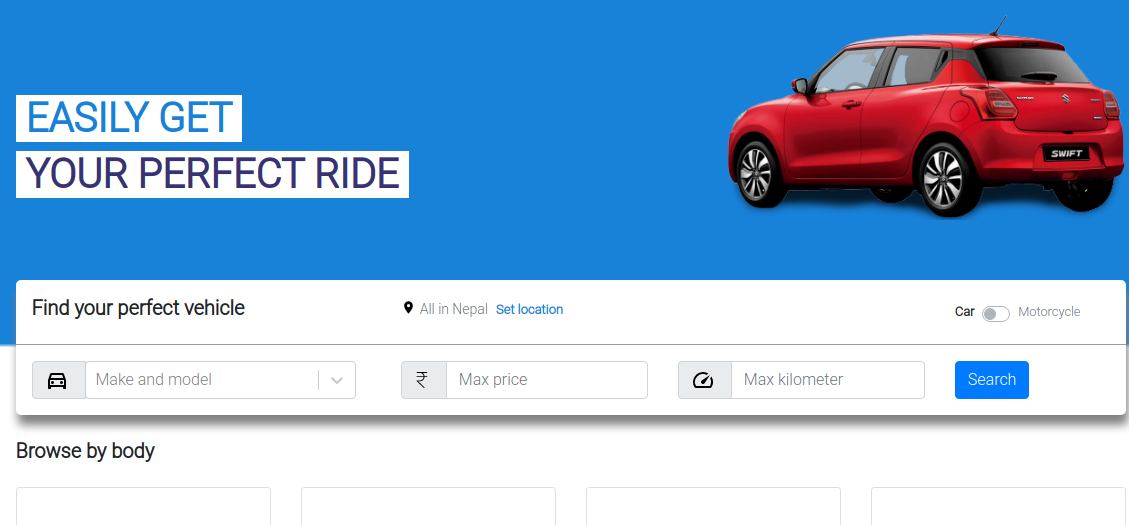 EASILY GET
YOUR PERFECT RIDE
SWIFT
Find your perfect vehicle
All in Nepal Set location
Car Motorcycle
Make and model
₹ Max price
Max kilometer
Search
Browse by body